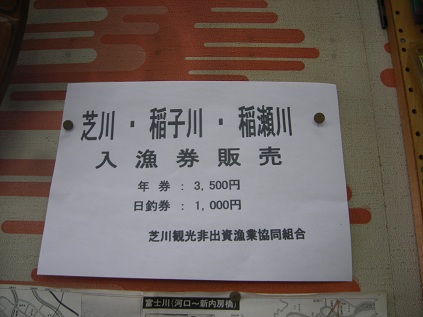 芝川・稲子川・稲瀬川
入漁券販売
年券：3,500円
日釣券：1,000円
芝川観光非出資漁業協同組合
富士川(河口～新内房橋)